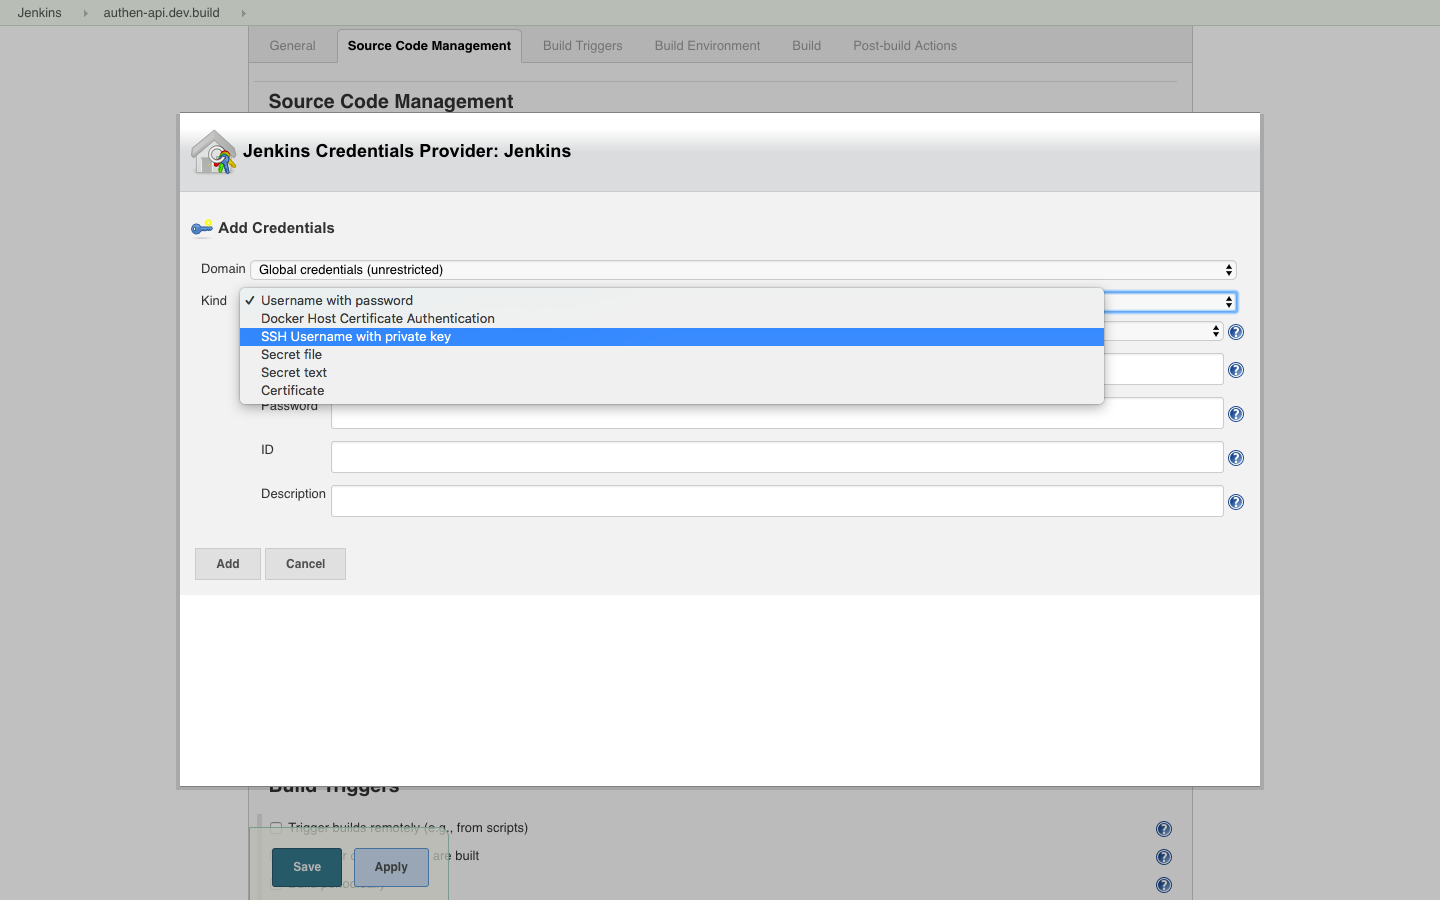 Jenkins authen-api.dev.build
General Source Code Management Build Triggers Build Environment Build Post-build Actions
Source Code Management
Jenkins Credentials Provider: Jenkins
Add Credentials
Domain Global credentials (unrestricted)
Kind ✓ Username with password
Docker Host Certificate Authentication
SSH Username with private key
Secret file
Secret text
Certificate
Password
ID
Description
Add Cancel
Build Triggers
Trigger builds remotely (e.g., from scripts)
are built
Save Apply
Build periodically